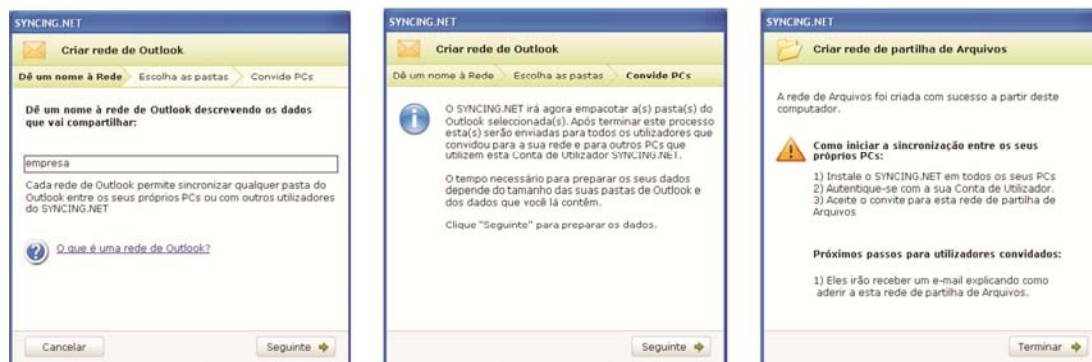 SYNCING.NET
Criar rede de Outlook
Dê um nome à Rede Escolha as pastas Convide PCs
Dê um nome à rede de Outlook descrevendo os dados
que vai compartilhar:
empresa
Cada rede de Outlook permite sincronizar qualquer pasta do
Outlook entre os seus próprios PCs ou com outros utilizadores
do SYNCING.NET
O que é uma rede de Outlook?
Cancelar Seguinte
SYNCING.NET
Criar rede de Outlook
Dê um nome à Rede Escolha as pastas Convide PCs
O SYNCING.NET irá agora empacotar a(s) pasta(s) do
Outlook seleccionada(s). Após terminar este processo
esta(s) serão enviadas para todos os utilizadores que
convidou para a sua rede e para outros PCs que
utilizem esta Conta de Utilizador SYNCING.NET.
O tempo necessário para preparar os seus dados
depende do tamanho das suas pastas de Outlook e
dos dados que você lá contêm.
Clique "Seguinte" para preparar os dados.
Seguinte
SYNCING.NET
Criar rede de partilha de Arquivos
A rede de Arquivos foi criada com sucesso a partir deste
computador.
Como iniciar a sincronização entre os seus
próprios PCs:
1) Instale o SYNCING.NET em todos os seus PCs
2) Autentique-se com a sua Conta de Utilizador.
3) Aceite o convite para esta rede de partilha de
Arquivos
Próximos passos para utilizadores convidados:
1) Eles irão receber um e-mail explicando como
aderir a esta rede de partilha de Arquivos.
Terminar